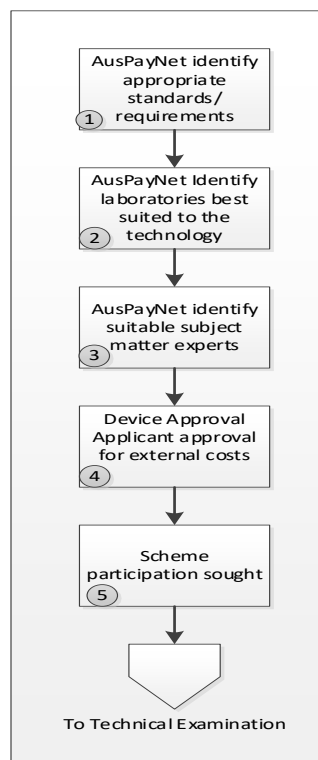 AusPayNet identify
appropriate
standards/
requirements
1
AusPayNet Identify
laboratories best
suited to the
technology
2
AusPayNet identify
suitable subject
matter experts
3
Device Approval
Applicant approval
for external costs
4
Scheme
participation sought
5
To Technical Examination